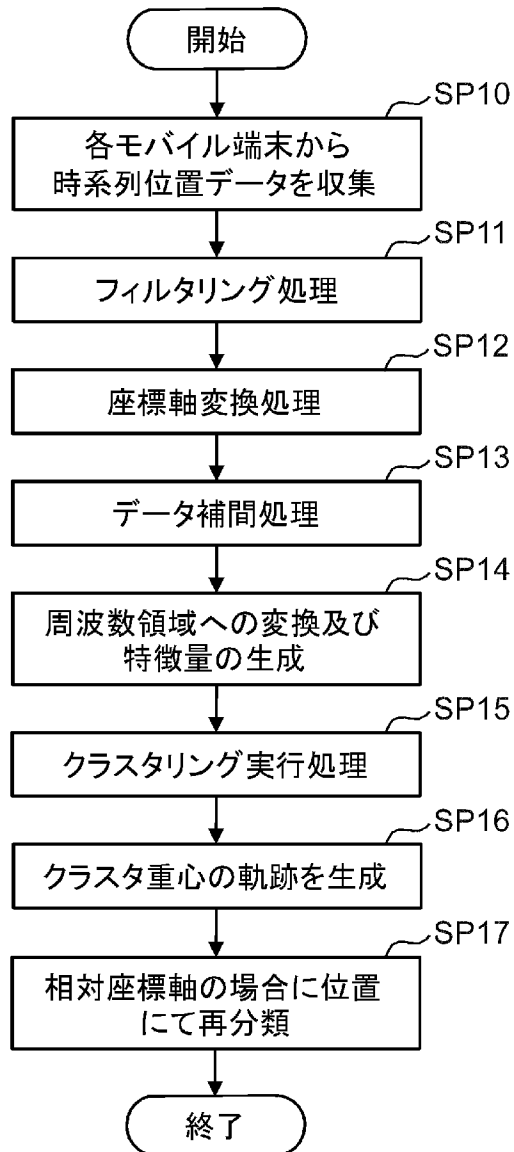 開始
SP10
各モバイル端末から
時系列位置データを収集
SP11
フィルタリング処理
SP12
座標軸変換処理
SP13
データ補間処理
SP14
周波数領域への変換及び
特徴量の生成
SP15
クラスタリング実行処理
SP16
クラスタ重心の軌跡を生成
SP17
相対座標軸の場合に位置
にて再分類
終了